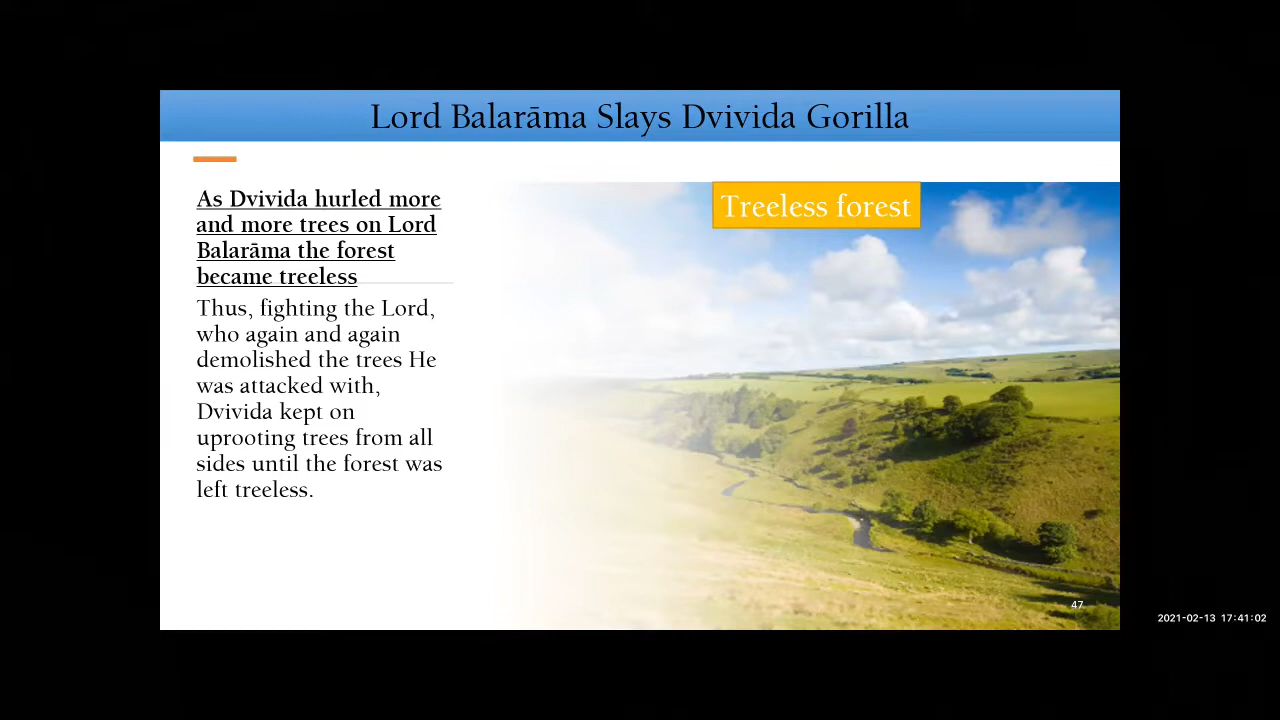 Lord Balarāma Slays Dvivida Gorilla
As Dvivida hurled more
and more trees on Lord
Balarāma the forest
became treeless
Thus, fighting the Lord,
who again and again
demolished the trees He
was attacked with,
Dvivida kept on
uprooting trees from all
sides until the forest was
left treeless.
Treeless forest
47
2021-02-13 17:41:02